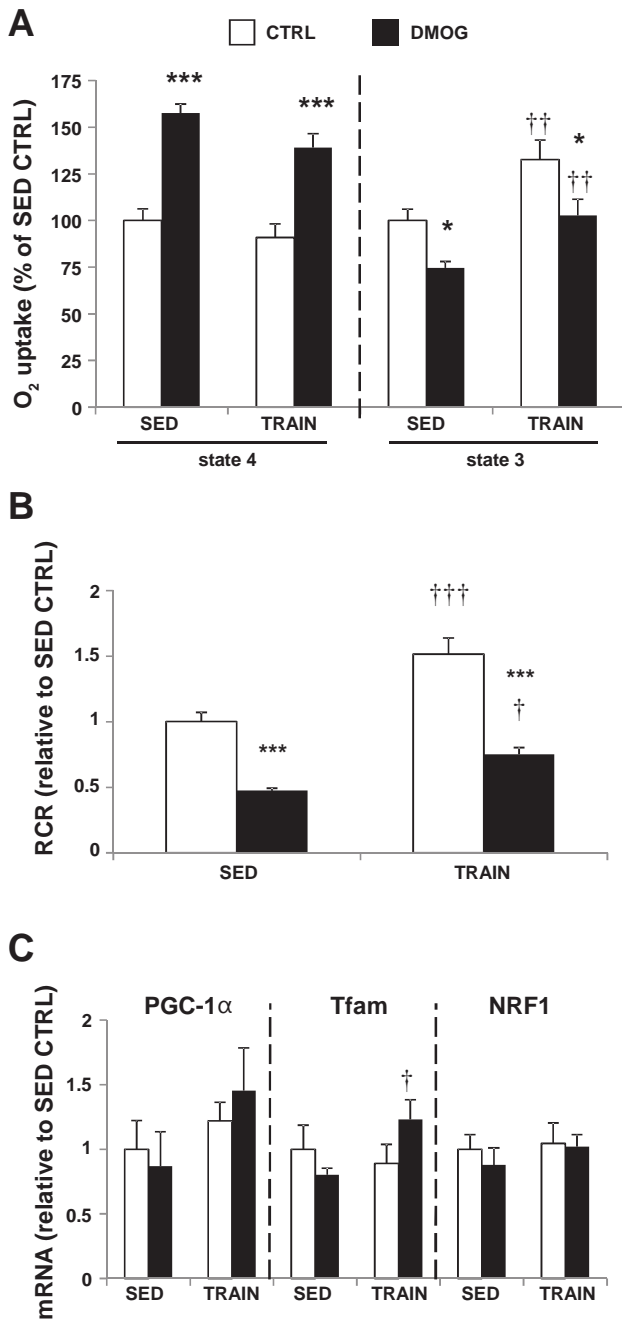 A
CTRL DMOG
O₂ uptake (% of SED CTRL)
175
150
125
100
75
50
25
0
*** *** * †† * ††
SED TRAIN SED TRAIN
state 4 state 3
B
RCR (relative to SED CTRL)
2
1.5
1
0.5
0
*** ††† *** †
SED TRAIN
C
mRNA (relative to SED CTRL)
PGC-1α Tfam NRF1
2
1.5
1
0.5
0
†
SED TRAIN SED TRAIN SED TRAIN